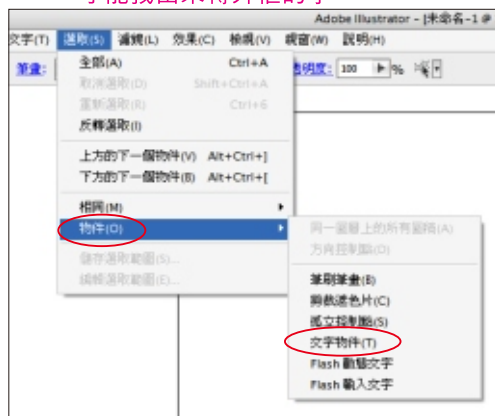 Adobe Illustrator - [未命名-1 @
文字(T) 選取(S) 濾鏡(L) 效果(C) 檢視(V) 視窗(W) 說明(H)
筆畫: 透明度: 100 %
全部(A) Ctrl+A
取消選取(D) Shift+Ctrl+A
重新選取(R) Ctrl+6
反轉選取(I)
上方的下一個物件(V) Alt+Ctrl+]
下方的下一個物件(B) Alt+Ctrl+[
相同(M)
物件(O)
儲存選取範圍(S)...
編輯選取範圍(E)...
同一圖層上的所有圖稿(A)
方向控制點(D)
筆刷筆畫(B)
剪裁遮色片(C)
孤立控制點(S)
文字物件(T)
Flash 動態文字
Flash 輸入文字